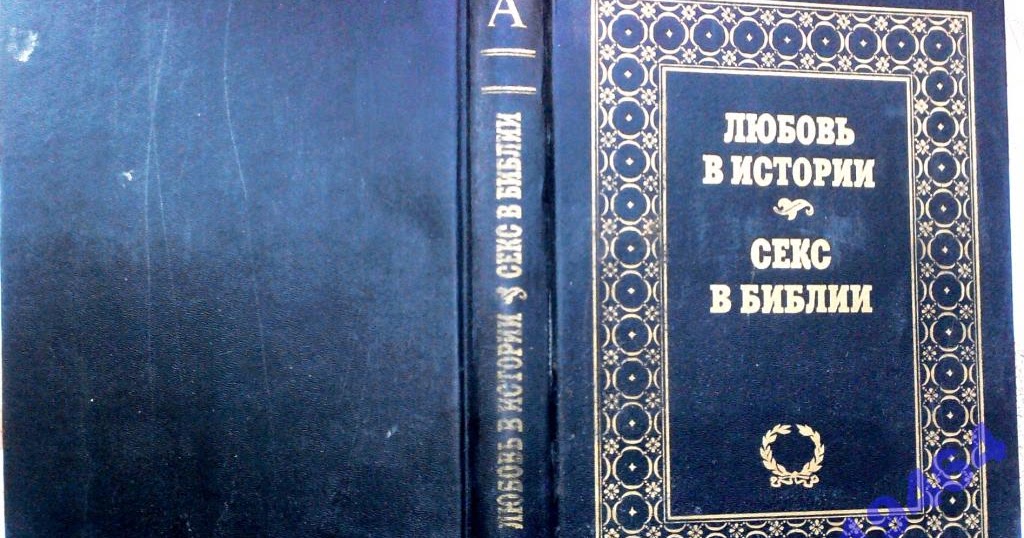 А
ЛЮБОВЬ В ИСТОРИИ СЕКС В БИБЛИИ
ЛЮБОВЬ
В ИСТОРИИ
СЕКС
В БИБЛИИ